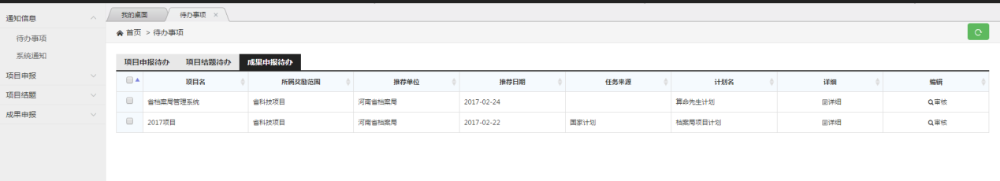 通知信息
待办事项
系统通知
项目申报
项目结题
成果申报
我的桌面 待办事项 ×
首页 > 待办事项
项目申报待办 项目结题待办 成果申报待办
项目名 所属奖励范围 推荐单位 推荐日期 任务来源 计划名 详细 编辑
省档案局管理系统 省科技项目 河南省档案局 2017-02-24 算命先生计划 详细 审核
2017项目 省科技项目 河南省档案局 2017-02-22 国家计划 档案局项目计划 详细 审核